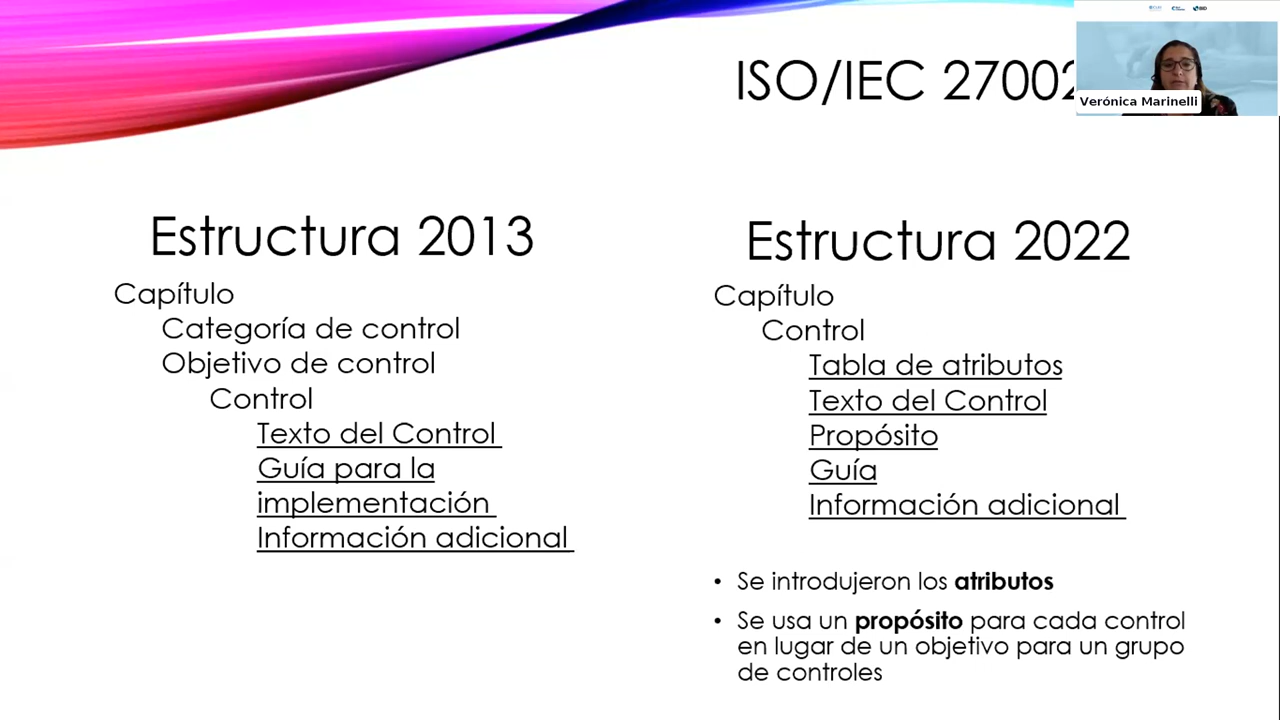 ISO/IEC 27002
Verónica Marinelli
Estructura 2013
Capítulo
Categoría de control
Objetivo de control
Control
Texto del Control
Guía para la
implementación
Información adicional
Estructura 2022
Capítulo
Control
Tabla de atributos
Texto del Control
Propósito
Guía
Información adicional
• Se introdujeron los atributos
• Se usa un propósito para cada control
en lugar de un objetivo para un grupo
de controles